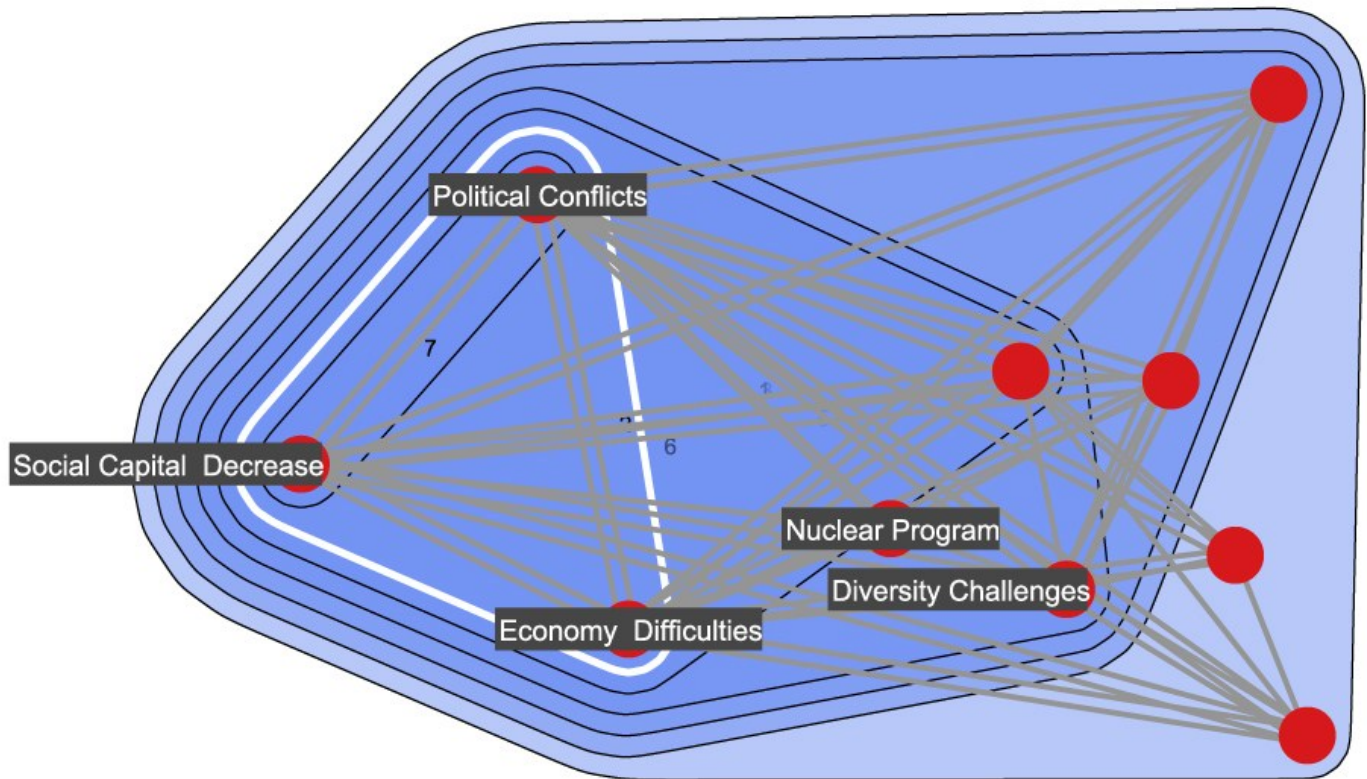 Political Conflicts
7
Social Capital  Decrease
6
Nuclear Program
Diversity Challenges
Economy  Difficulties